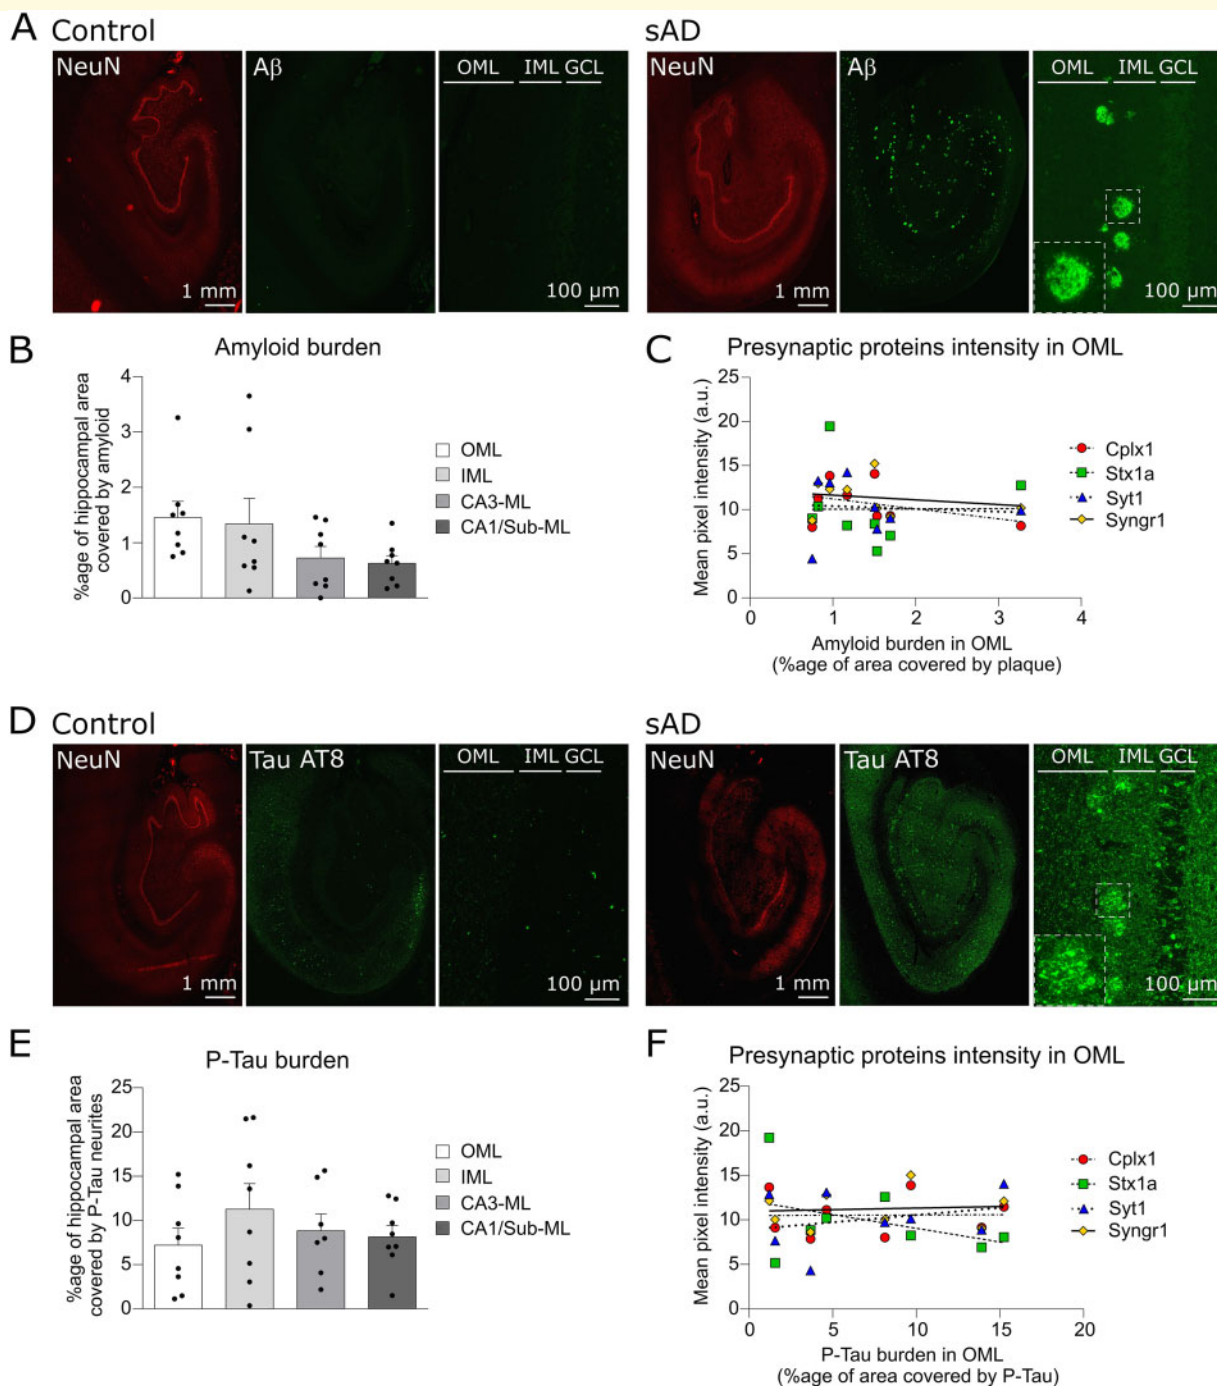 A Control
sAD
NeuN
Aβ
OML IML GCL
1 mm
100 µm
NeuN
Aβ
OML IML GCL
1 mm
100 µm
B Amyloid burden
%age of hippocampal area
covered by amyloid
4
3
2
1
0
OML
IML
CA3-ML
CA1/Sub-ML
C Presynaptic proteins intensity in OML
Mean pixel intensity (a.u.)
25
20
15
10
5
0
0 1 2 3 4
Amyloid burden in OML
(%age of area covered by plaque)
Cplx1
Stx1a
Syt1
Syngr1
D Control
sAD
NeuN
Tau AT8
OML IML GCL
1 mm
100 µm
NeuN
Tau AT8
OML IML GCL
1 mm
100 µm
E P-Tau burden
%age of hippocampal area
covered by P-Tau neurites
25
20
15
10
5
0
OML
IML
CA3-ML
CA1/Sub-ML
F Presynaptic proteins intensity in OML
Mean pixel intensity (a.u.)
25
20
15
10
5
0
0 5 10 15 20
P-Tau burden in OML
(%age of area covered by P-Tau)
Cplx1
Stx1a
Syt1
Syngr1